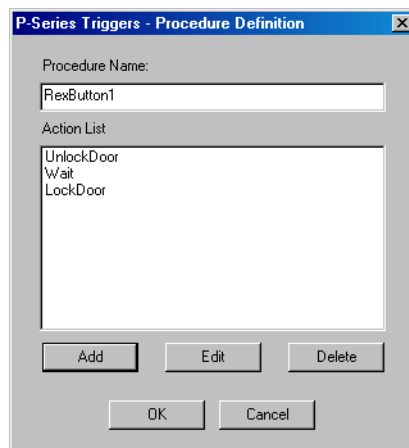 P-Series Triggers - Procedure Definition
Procedure Name:
RexButton1
Action List
UnlockDoor
Wait
LockDoor
Add Edit Delete
OK Cancel